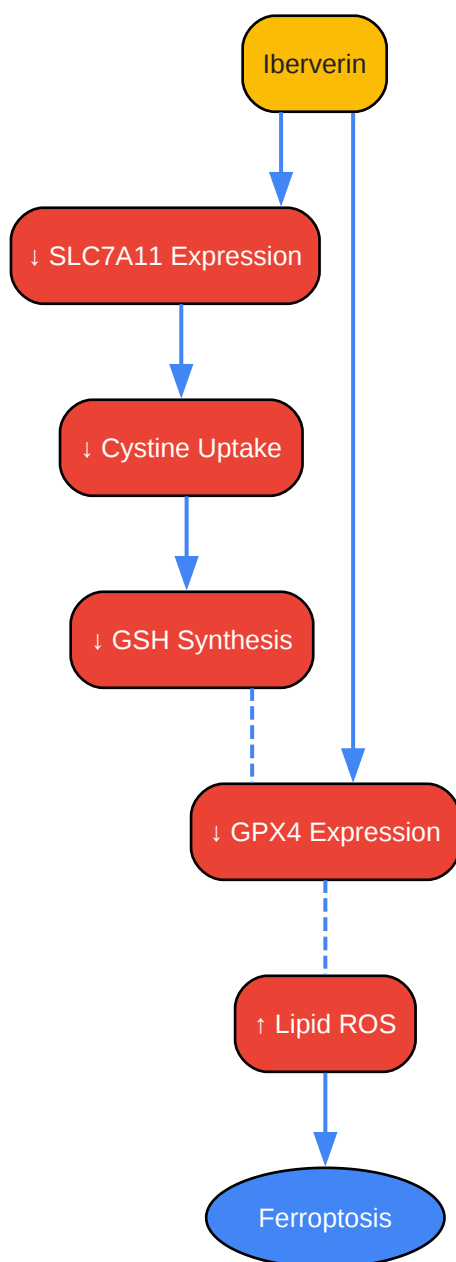 Iberverin
↓ SLC7A11 Expression
↓ Cystine Uptake
↓ GSH Synthesis
↓ GPX4 Expression
↑ Lipid ROS
Ferroptosis